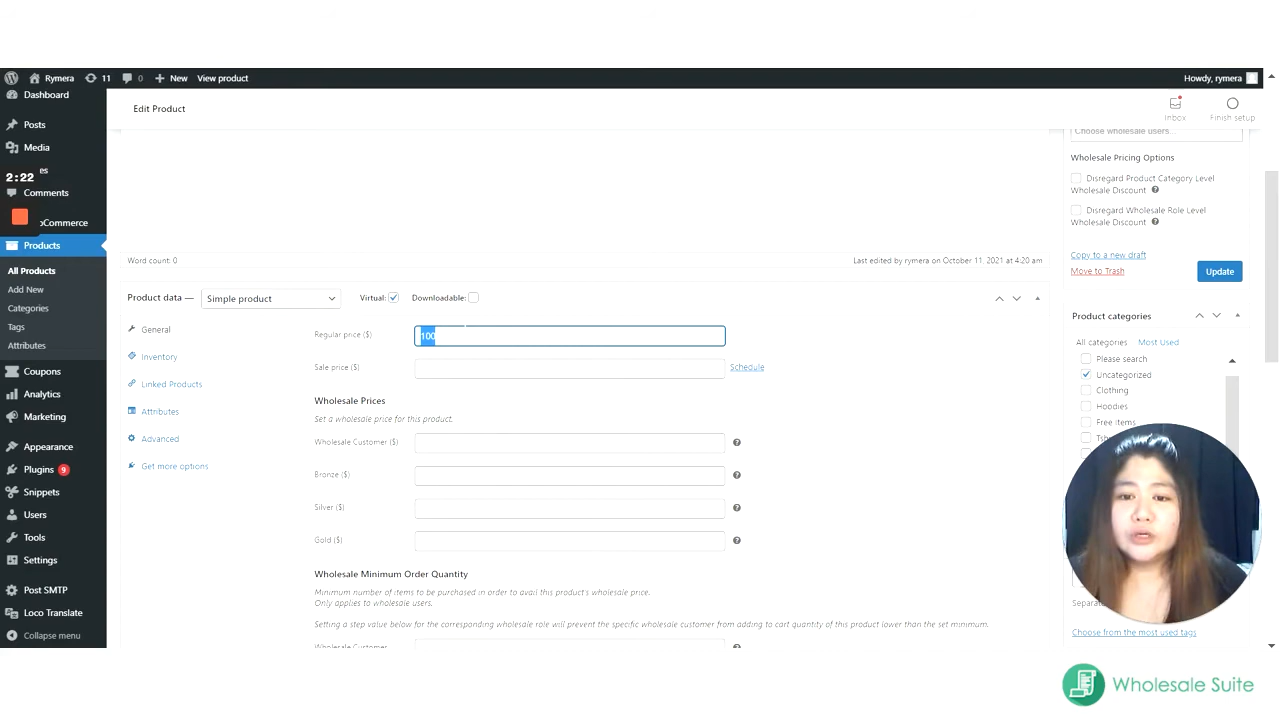 Rymera
11
0
New
View product
Howdy, rymera
Dashboard
Posts
Media
2:22
es
Comments
oCommerce
Products
All Products
Add New
Categories
Tags
Attributes
Coupons
Analytics
Marketing
Appearance
Plugins 9
Snippets
Users
Tools
Settings
Post SMTP
Loco Translate
Collapse menu
Edit Product
Inbox
Finish setup
Choose wholesale users...
Wholesale Pricing Options
Disregard Product Category Level
Wholesale Discount
Disregard Wholesale Role Level
Wholesale Discount
Copy to a new draft
Move to Trash
Update
Word count: 0
Last edited by rymera on October 11, 2021 at 4:20 am
Product data —
Simple product
Virtual:
Downloadable:
General
Inventory
Linked Products
Attributes
Advanced
Get more options
Regular price ($)
100
Sale price ($)
Schedule
Wholesale Prices
Set a wholesale price for this product.
Wholesale Customer ($)
Bronze ($)
Silver ($)
Gold ($)
Wholesale Minimum Order Quantity
Minimum number of items to be purchased in order to avail this product's wholesale price.
Only applies to wholesale users.
Setting a step value below for the corresponding wholesale role will prevent the specific wholesale customer from adding to cart quantity of this product lower than the set minimum.
Wholesale Customer
Product categories
All categories
Most Used
Please search
Uncategorized
Clothing
Hoodies
Free Items
Tsh
Separat
Choose from the most used tags
Wholesale Suite